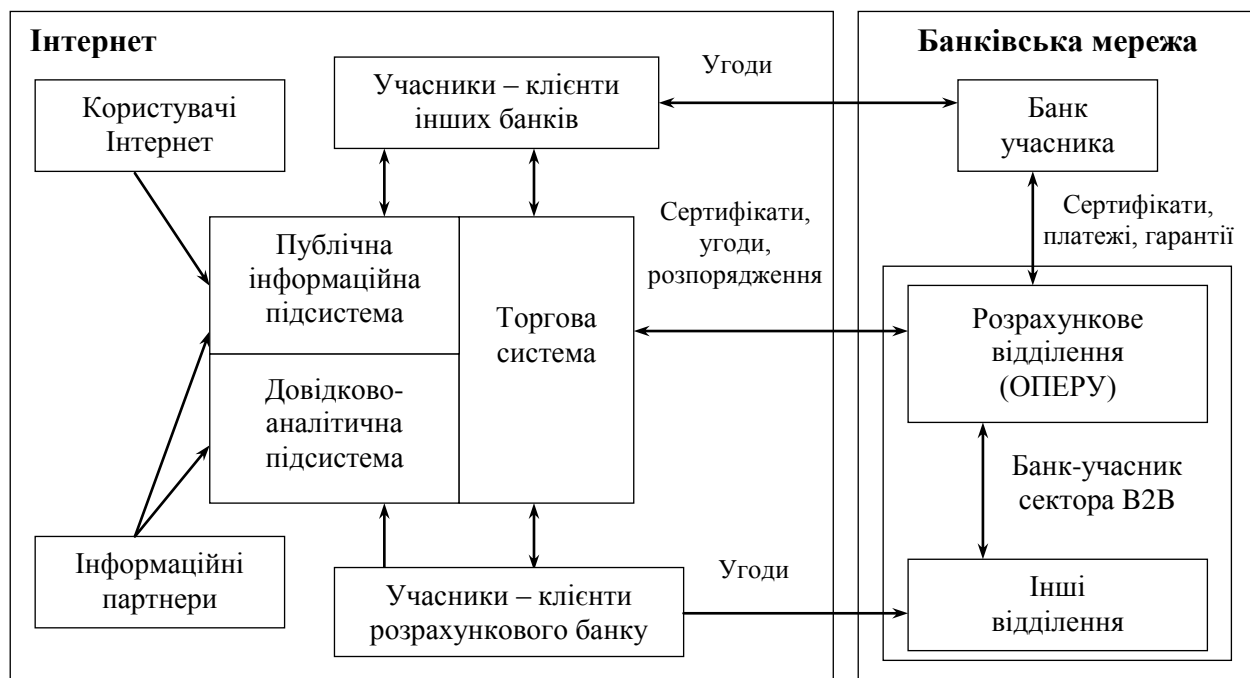 Інтернет
Банківська мережа
Користувачі
Інтернет
Учасники – клієнти
інших банків
Угоди
Банк
учасника
Публічна
інформаційна
підсистема
Торгова
система
Сертифікати,
угоди,
розпорядження
Сертифікати,
платежі, гарантії
Довідково-
аналітична
підсистема
Розрахункове
відділення
(ОПЕРУ)
Банк-учасник
сектора B2B
Інформаційні
партнери
Учасники – клієнти
розрахункового банку
Угоди
Інші
відділення